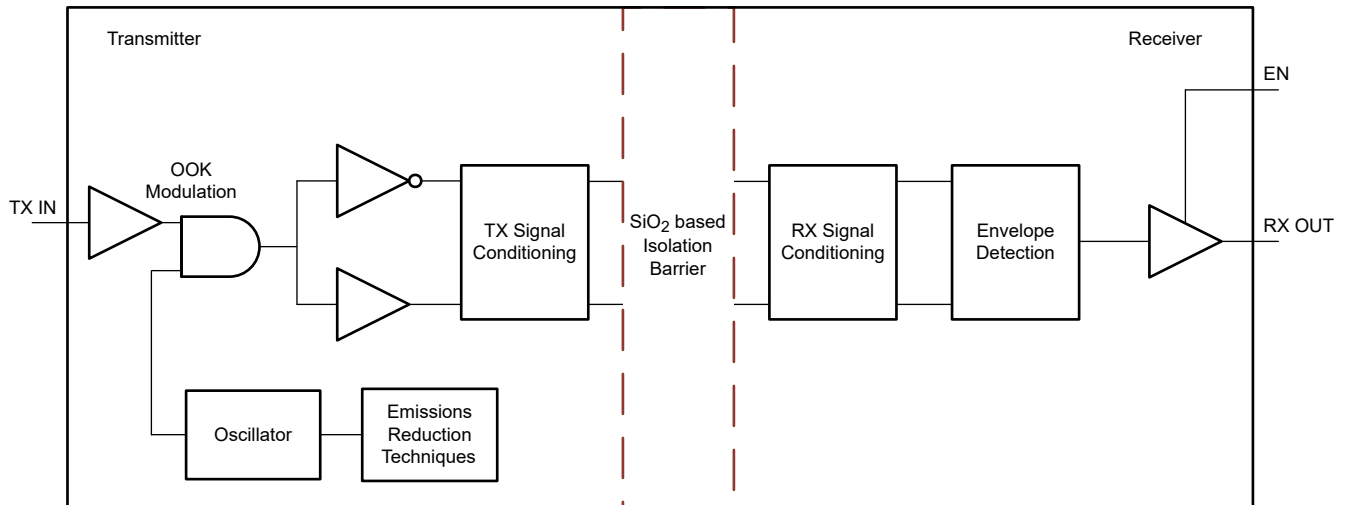 Transmitter
Receiver
EN
OOK
Modulation
TX IN
TX Signal
Conditioning
SiO2 based
Isolation
Barrier
RX Signal
Conditioning
Envelope
Detection
RX OUT
Oscillator
Emissions
Reduction
Techniques